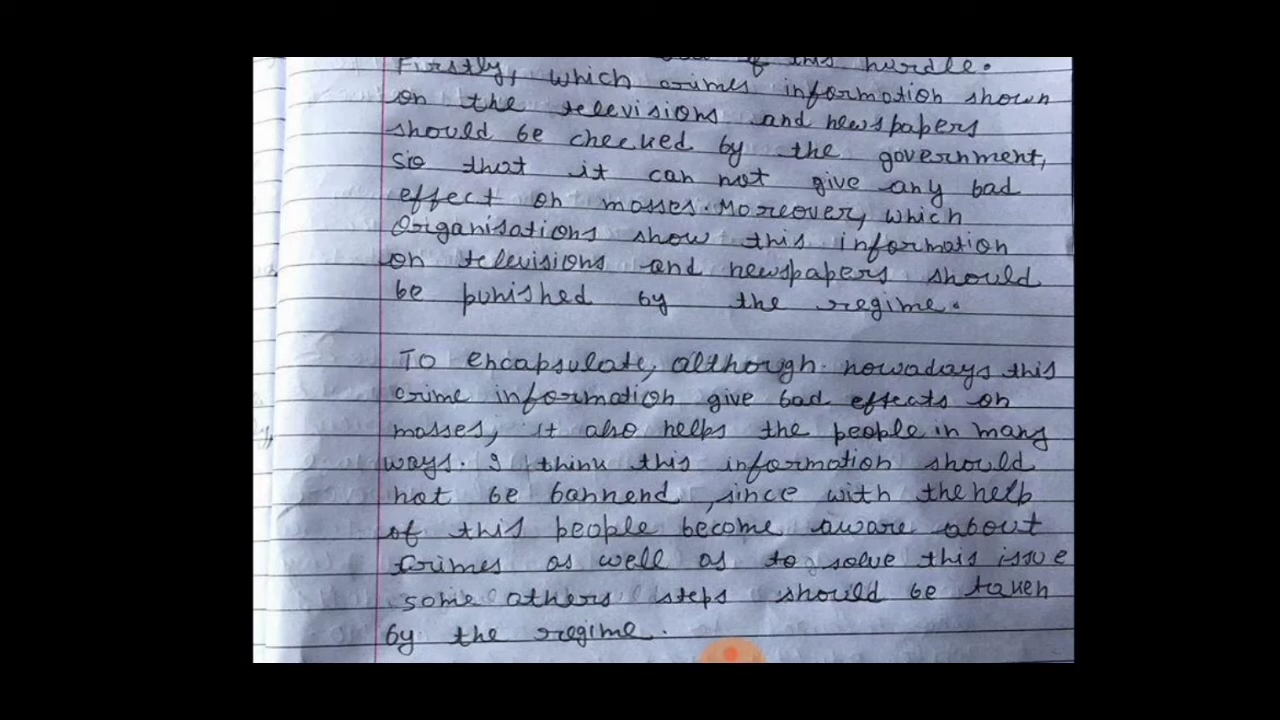 this hurdle.
Firstly, which crimes information shown
on the televisions and newspapers
should be checked by the government,
so that it can not give any bad
effect on masses. Moreover, which
Organisations show this information
on televisions and newspapers should
be punished by the regime.
To encapsulate, although nowadays this
crime information give bad effects on
masses, it also helps the people in many
ways. I think this information should
not be bannend, since with the help
of this people become aware about
crimes as well as to solve this issue
some others steps should be taken
by the regime.